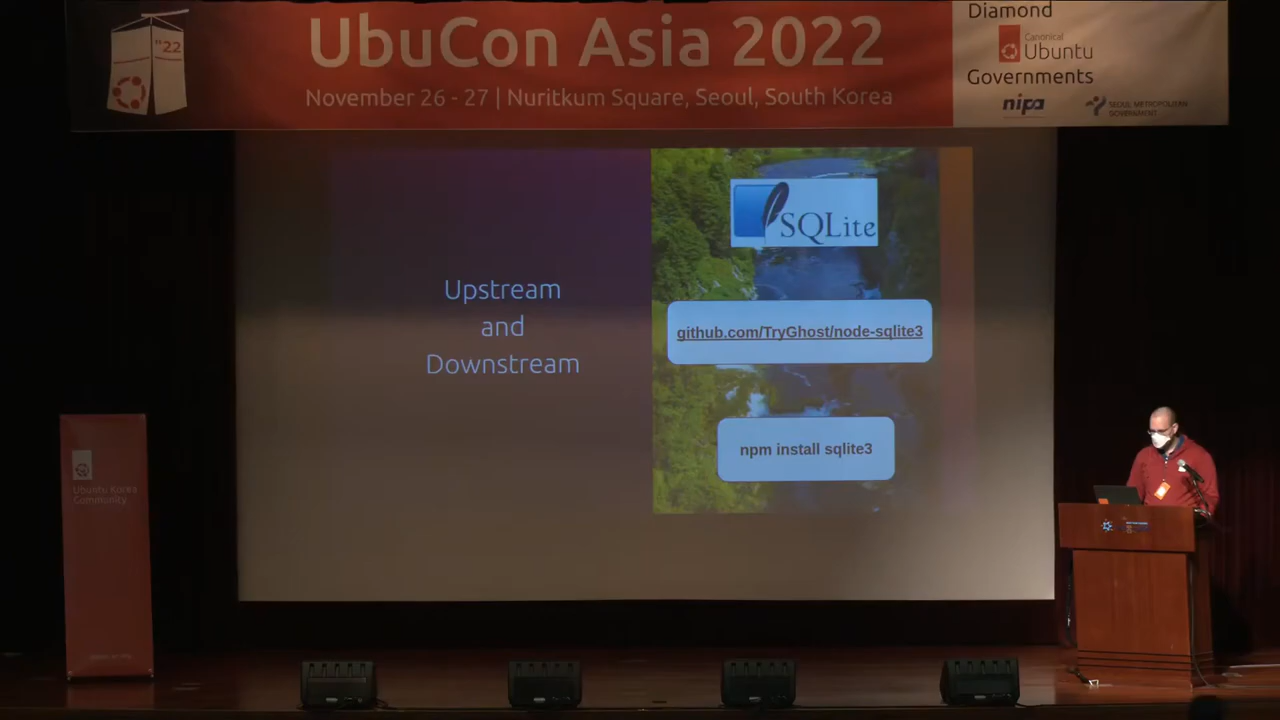 "22
UbuCon Asia 2022
November 26 - 27 | Nuritkum Square, Seoul, South Korea
Diamond
Canonical
Ubuntu
Governments
nipa
SEOUL METROPOLITAN
GOVERNMENT
Upstream
and
Downstream
SQLite
github.com/TryGhost/node-sqlite3
npm install sqlite3
Ubuntu Korea
Community